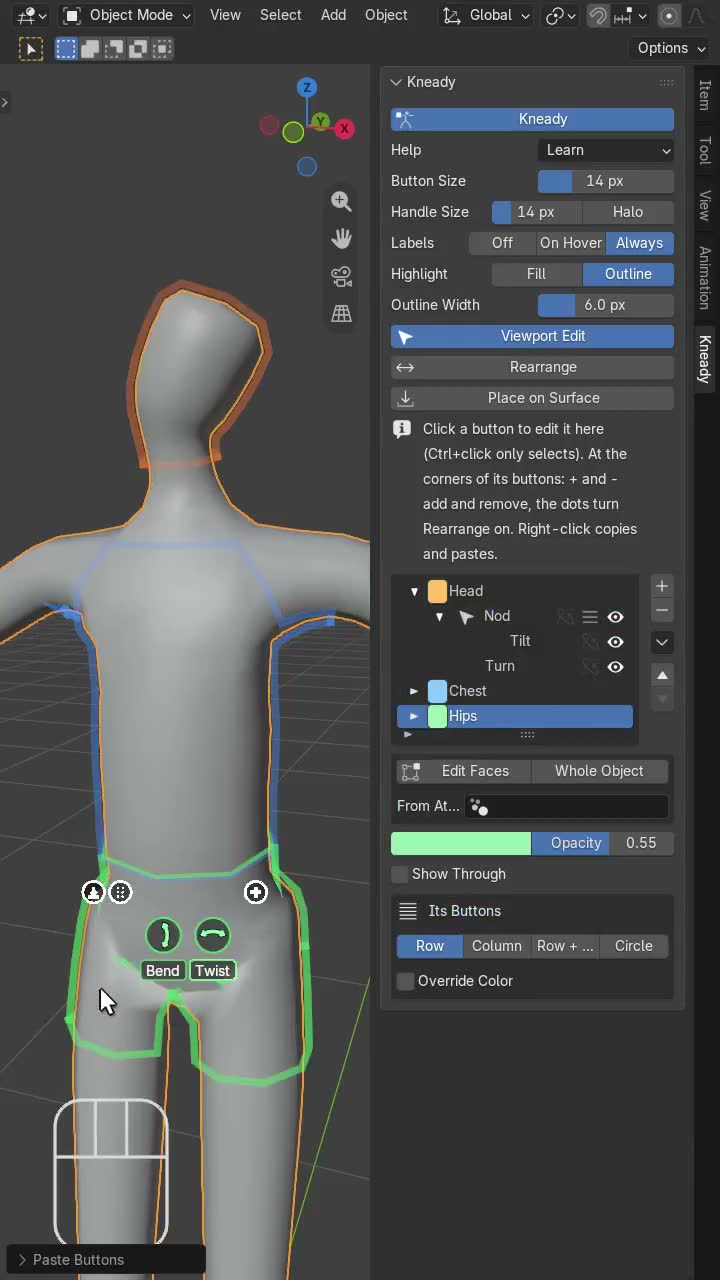 Object Mode
View
Select
Add
Object
Global
Options
Kneady
Kneady
Help
Learn
Button Size
14 px
Handle Size
14 px
Halo
Labels
Off
On Hover
Always
Highlight
Fill
Outline
Outline Width
6.0 px
Viewport Edit
Rearrange
Place on Surface
Click a button to edit it here
(Ctrl+click only selects). At the
corners of its buttons: + and -
add and remove, the dots turn
Rearrange on. Right-click copies
and pastes.
Head
Nod
Tilt
Turn
Chest
Hips
Edit Faces
Whole Object
From At...
Opacity
0.55
Show Through
Its Buttons
Row
Column
Row + ...
Circle
Override Color
Item
Tool
View
Animation
Kneady
Z
Y
X
Bend
Twist
Paste Buttons